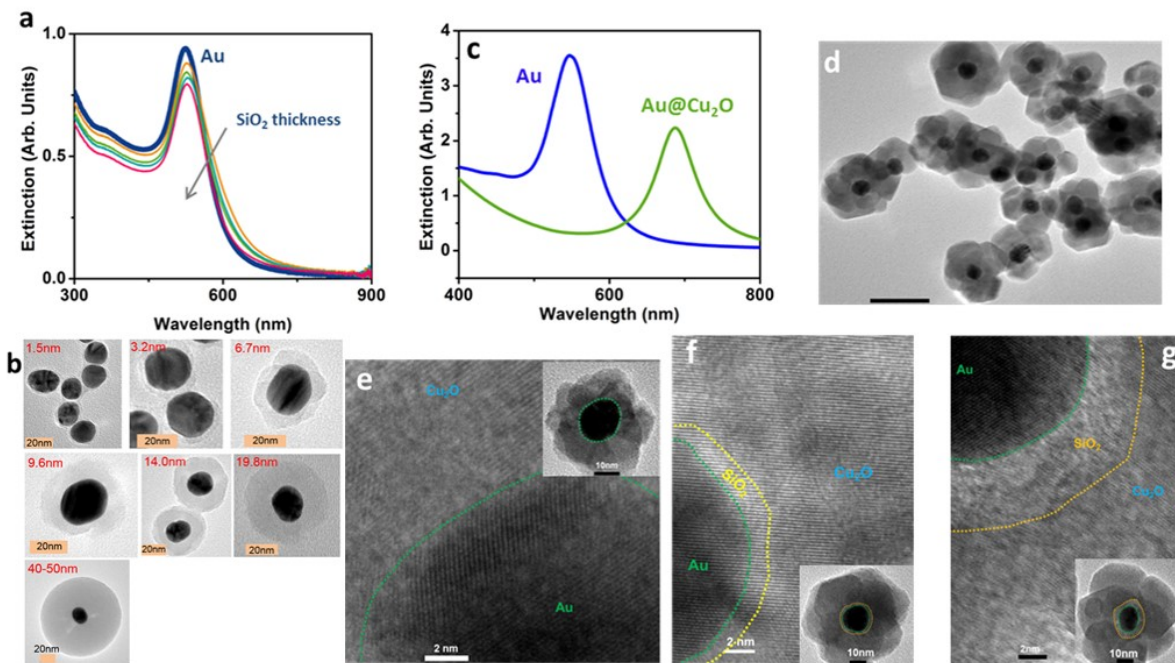 a
Extinction (Arb. Units)
1.0
0.5
0.0
Au
SiO₂ thickness
300
600
900
Wavelength (nm)
c
Extinction (Arb. Units)
4
3
2
1
0
Au
Au@Cu₂O
400
600
800
Wavelength (nm)
d
b
1.5nm
20nm
3.2nm
20nm
6.7nm
20nm
9.6nm
20nm
14.0nm
20nm
19.8nm
20nm
40-50nm
20nm
e
Cu₂O
10nm
Au
2 nm
f
SiO₂
Cu₂O
Au
2 nm
10nm
g
Au
SiO₂
Cu₂O
2nm
10nm